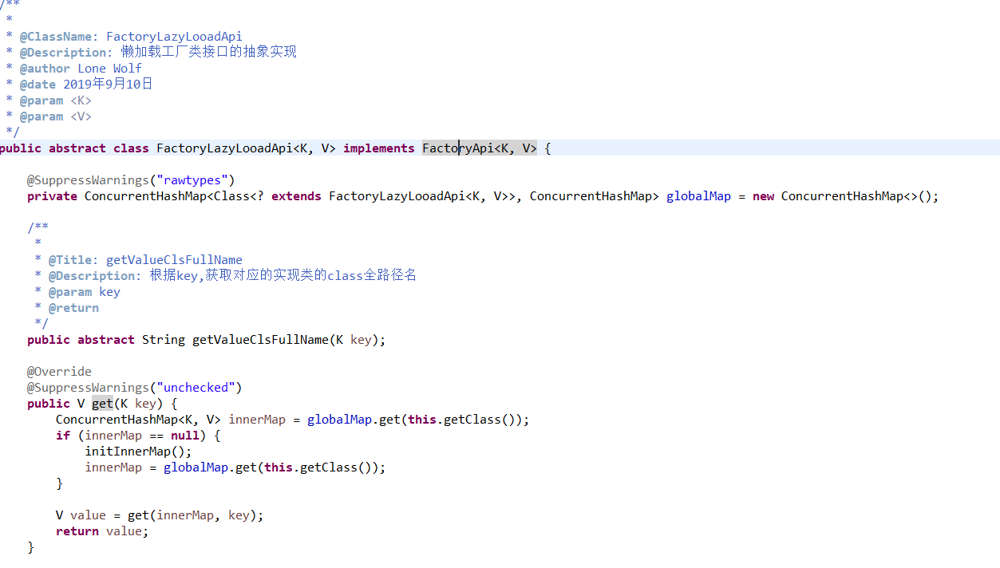 /**
 *
 * @ClassName: FactoryLazyLooadApi
 * @Description: 懒加载工厂类接口的抽象实现
 * @author Lone Wolf
 * @date 2019年9月10日
 * @param <K>
 * @param <V>
 */
public abstract class FactoryLazyLooadApi<K, V> implements FactoryApi<K, V> {
    @SuppressWarnings("rawtypes")
    private ConcurrentHashMap<Class<? extends FactoryLazyLooadApi<K, V>>, ConcurrentHashMap> globalMap = new ConcurrentHashMap<>();
    /**
     *
     * @Title: getValueClsFullName
     * @Description: 根据key,获取对应的实现类的class全路径名
     * @param key
     * @return
     */
    public abstract String getValueClsFullName(K key);
    @Override
    @SuppressWarnings("unchecked")
    public V get(K key) {
        ConcurrentHashMap<K, V> innerMap = globalMap.get(this.getClass());
        if (innerMap == null) {
            initInnerMap();
            innerMap = globalMap.get(this.getClass());
        }
        V value = get(innerMap, key);
        return value;
    }